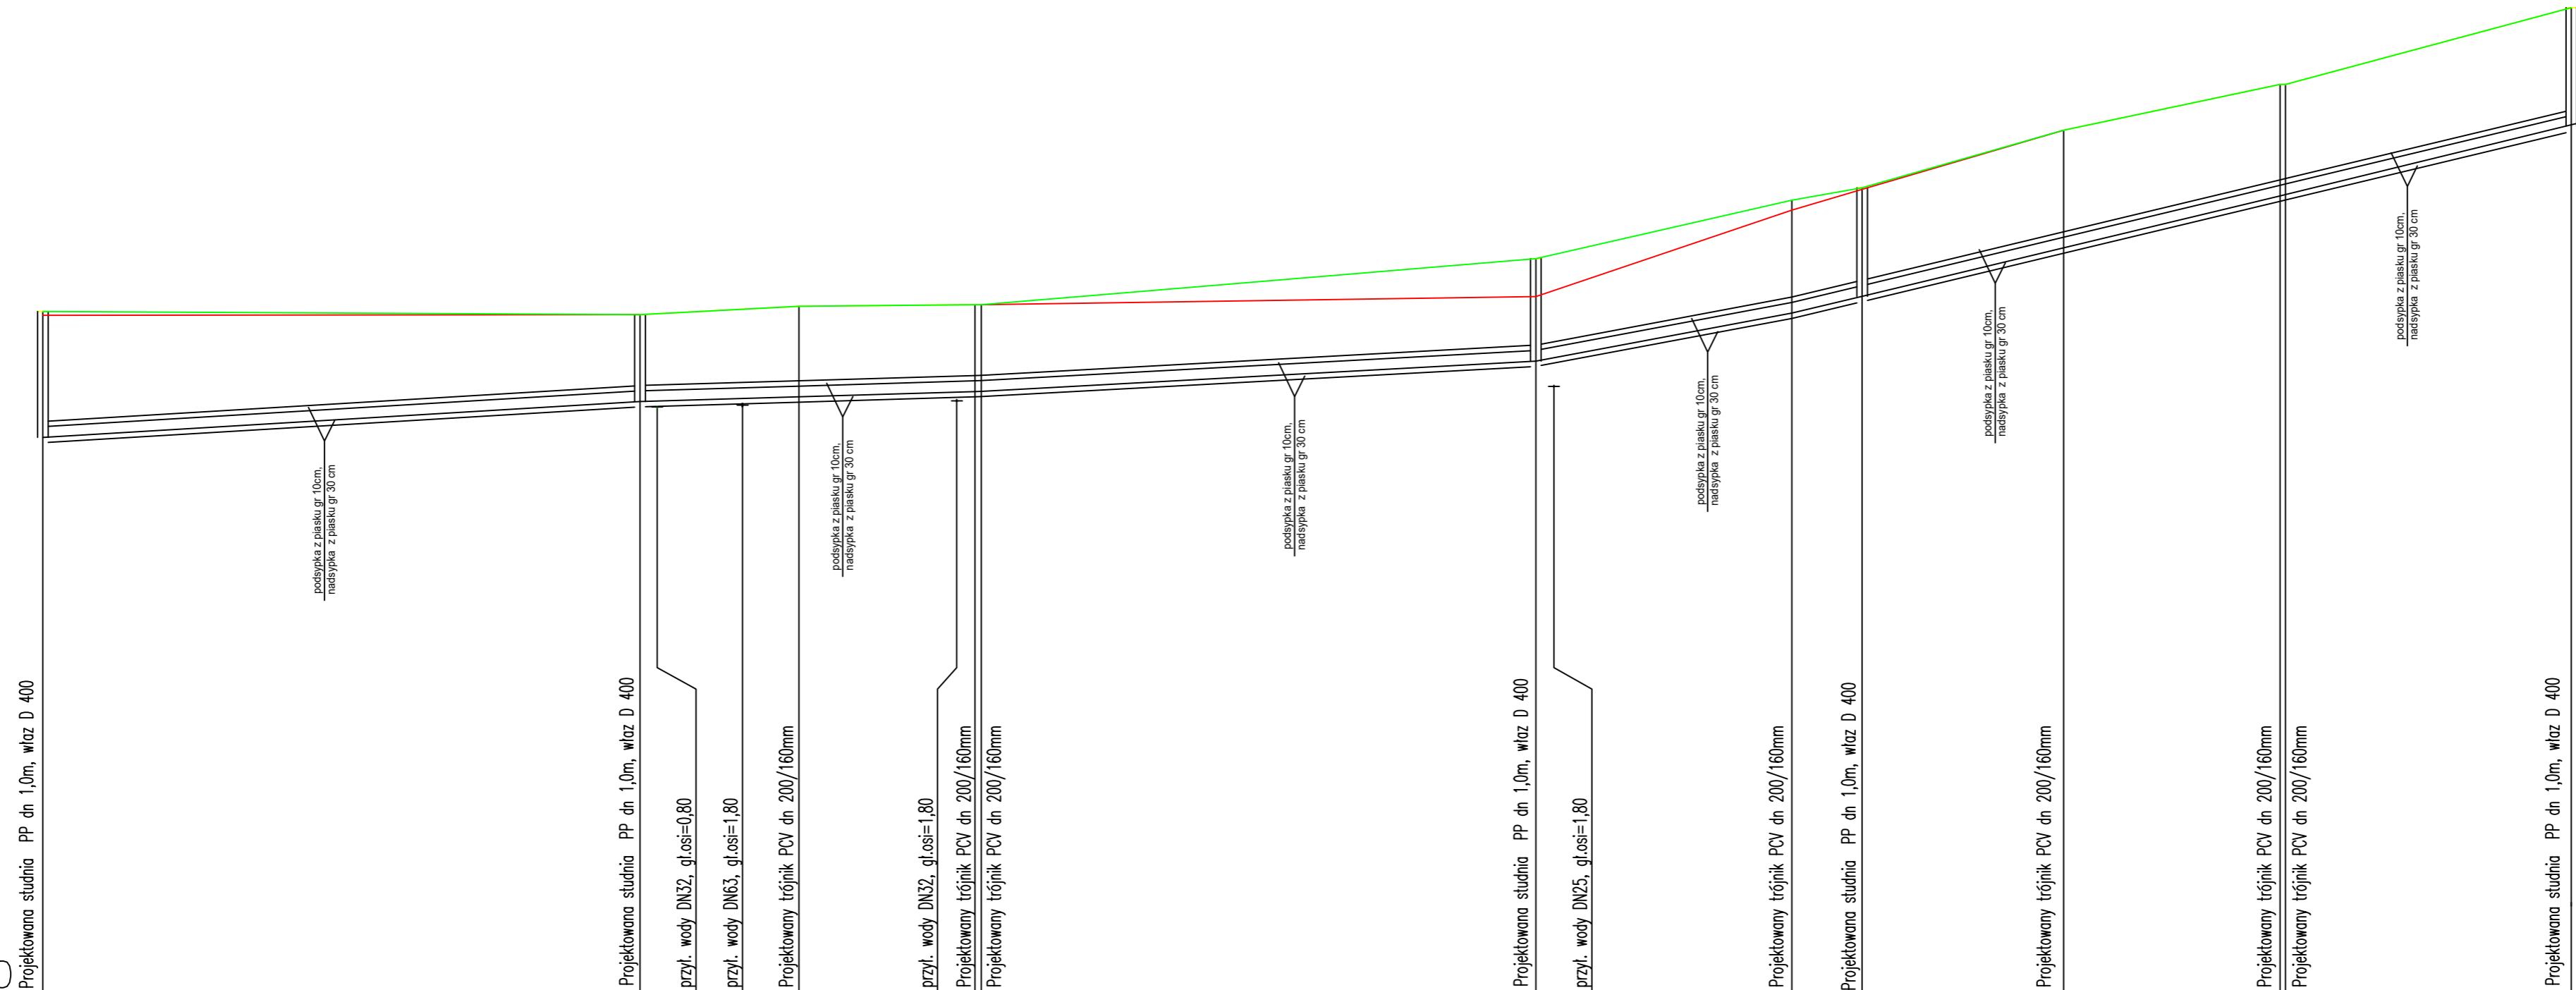 podsypka z piasku gr 10cm,
nadsypka z piasku gr 30 cm
podsypka z piasku gr 10cm,
nadsypka z piasku gr 30 cm
podsypka z piasku gr 10cm,
nadsypka z piasku gr 30 cm
podsypka z piasku gr 10cm,
nadsypka z piasku gr 30 cm
podsypka z piasku gr 10cm,
nadsypka z piasku gr 30 cm
podsypka z piasku gr 10cm,
nadsypka z piasku gr 30 cm
Projektowana studnia PP dn 1,0m, właz D 400
Projektowana studnia PP dn 1,0m, właz D 400
przył. wody DN32, gł.osi=0,80
przył. wody DN63, gł.osi=1,80
Projektowany trójnik PCV dn 200/160mm
przył. wody DN32, gł.osi=1,80
Projektowany trójnik PCV dn 200/160mm
Projektowany trójnik PCV dn 200/160mm
Projektowana studnia PP dn 1,0m, właz D 400
przył. wody DN25, gł.osi=1,80
Projektowany trójnik PCV dn 200/160mm
Projektowana studnia PP dn 1,0m, właz D 400
Projektowany trójnik PCV dn 200/160mm
Projektowany trójnik PCV dn 200/160mm
Projektowany trójnik PCV dn 200/160mm
Projektowana studnia PP dn 1,0m, właz D 400